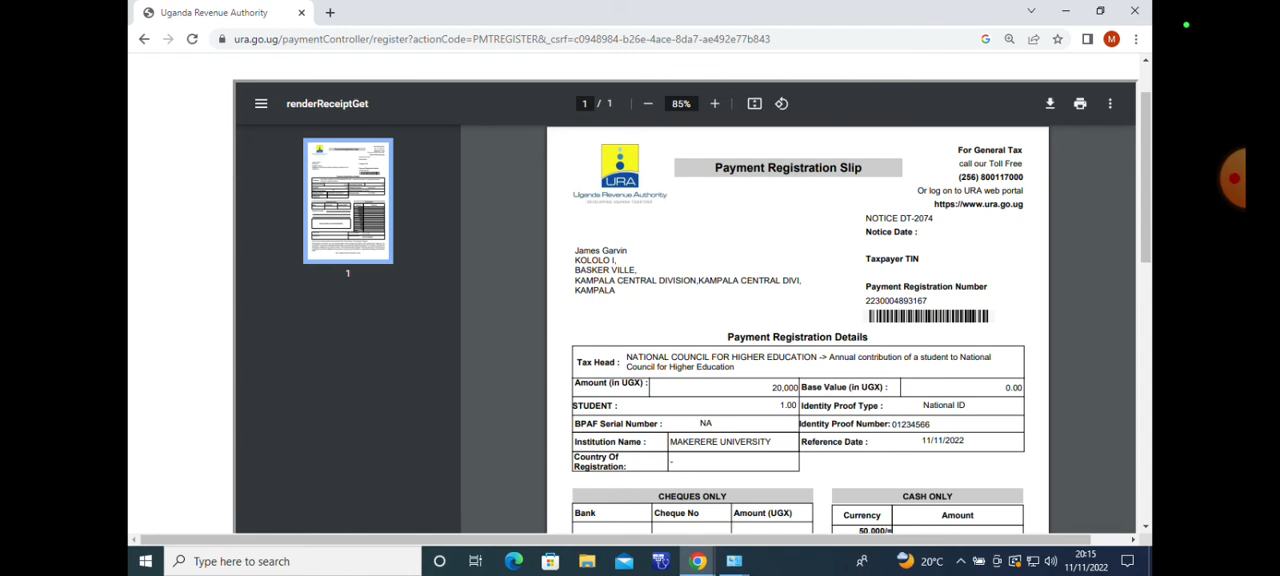 Uganda Revenue Authority
ura.go.ug/paymentController/register?actionCode=PMTREGISTER&_csrf=c0948984-b26e-4ace-8da7-ae492e77b843
M
renderReceiptGet
1 / 1
85%
1
URA
Uganda Revenue Authority
DEVELOPING UGANDA TOGETHER
Payment Registration Slip
For General Tax
call our Toll Free
(256) 800117000
Or log on to URA web portal
https://www.ura.go.ug
NOTICE DT-2074
Notice Date :
James Garvin
KOLOLO I,
BASKER VILLE,
KAMPALA CENTRAL DIVISION,KAMPALA CENTRAL DIVI,
KAMPALA
Taxpayer TIN
Payment Registration Number
2230004893167
Payment Registration Details
Tax Head : NATIONAL COUNCIL FOR HIGHER EDUCATION -> Annual contribution of a student to National
Council for Higher Education
Amount (in UGX) : 20,000 Base Value (in UGX) : 0.00
STUDENT : 1.00 Identity Proof Type : National ID
BPAF Serial Number : NA Identity Proof Number: 01234566
Institution Name : MAKERERE UNIVERSITY Reference Date : 11/11/2022
Country Of
Registration: -
CHEQUES ONLY
Bank Cheque No Amount (UGX)
CASH ONLY
Currency Amount
50,000/=
Type here to search
20°C
20:15
11/11/2022